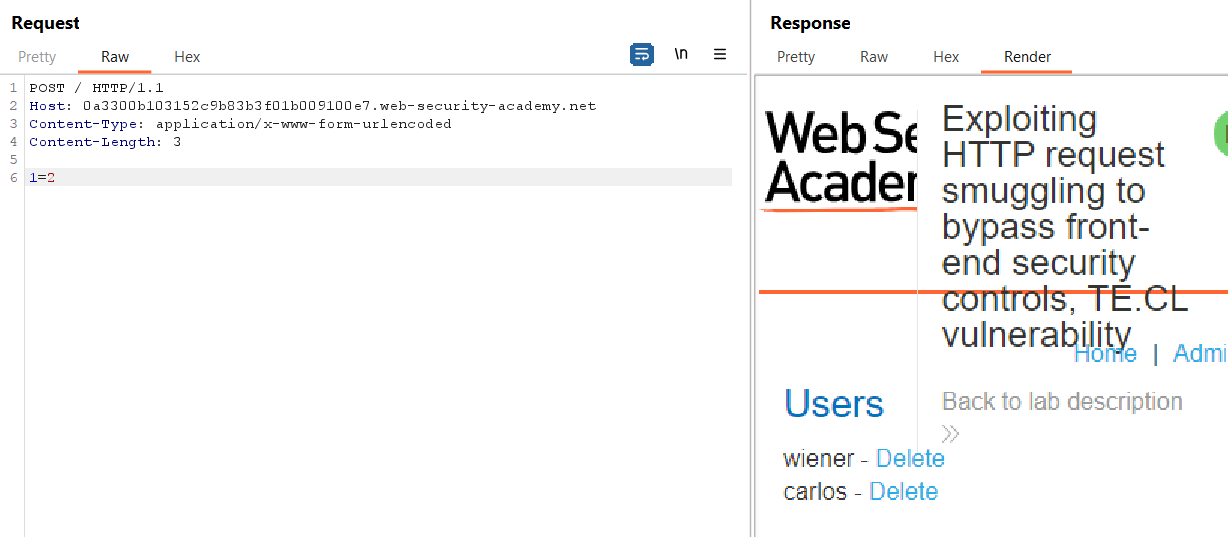 Request
Pretty Raw Hex
\n
1 POST / HTTP/1.1
2 Host: 0a3300b103152c9b83b3f01b009100e7.web-security-academy.net
3 Content-Type: application/x-www-form-urlencoded
4 Content-Length: 3
5
6 1=2
Response
Pretty Raw Hex Render
Web Se
Acader
Exploiting
HTTP request
smuggling to
bypass front-
end security
controls, TE.CL
vulnerability
Home | Admi
Back to lab description
Users
wiener - Delete
carlos - Delete